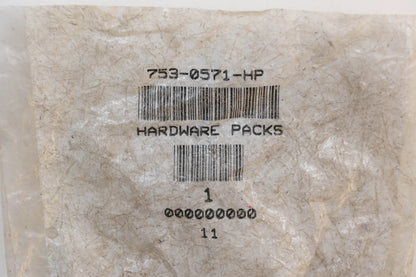 753-0571-HP
HARDWARE PACKS
1
000000000
11